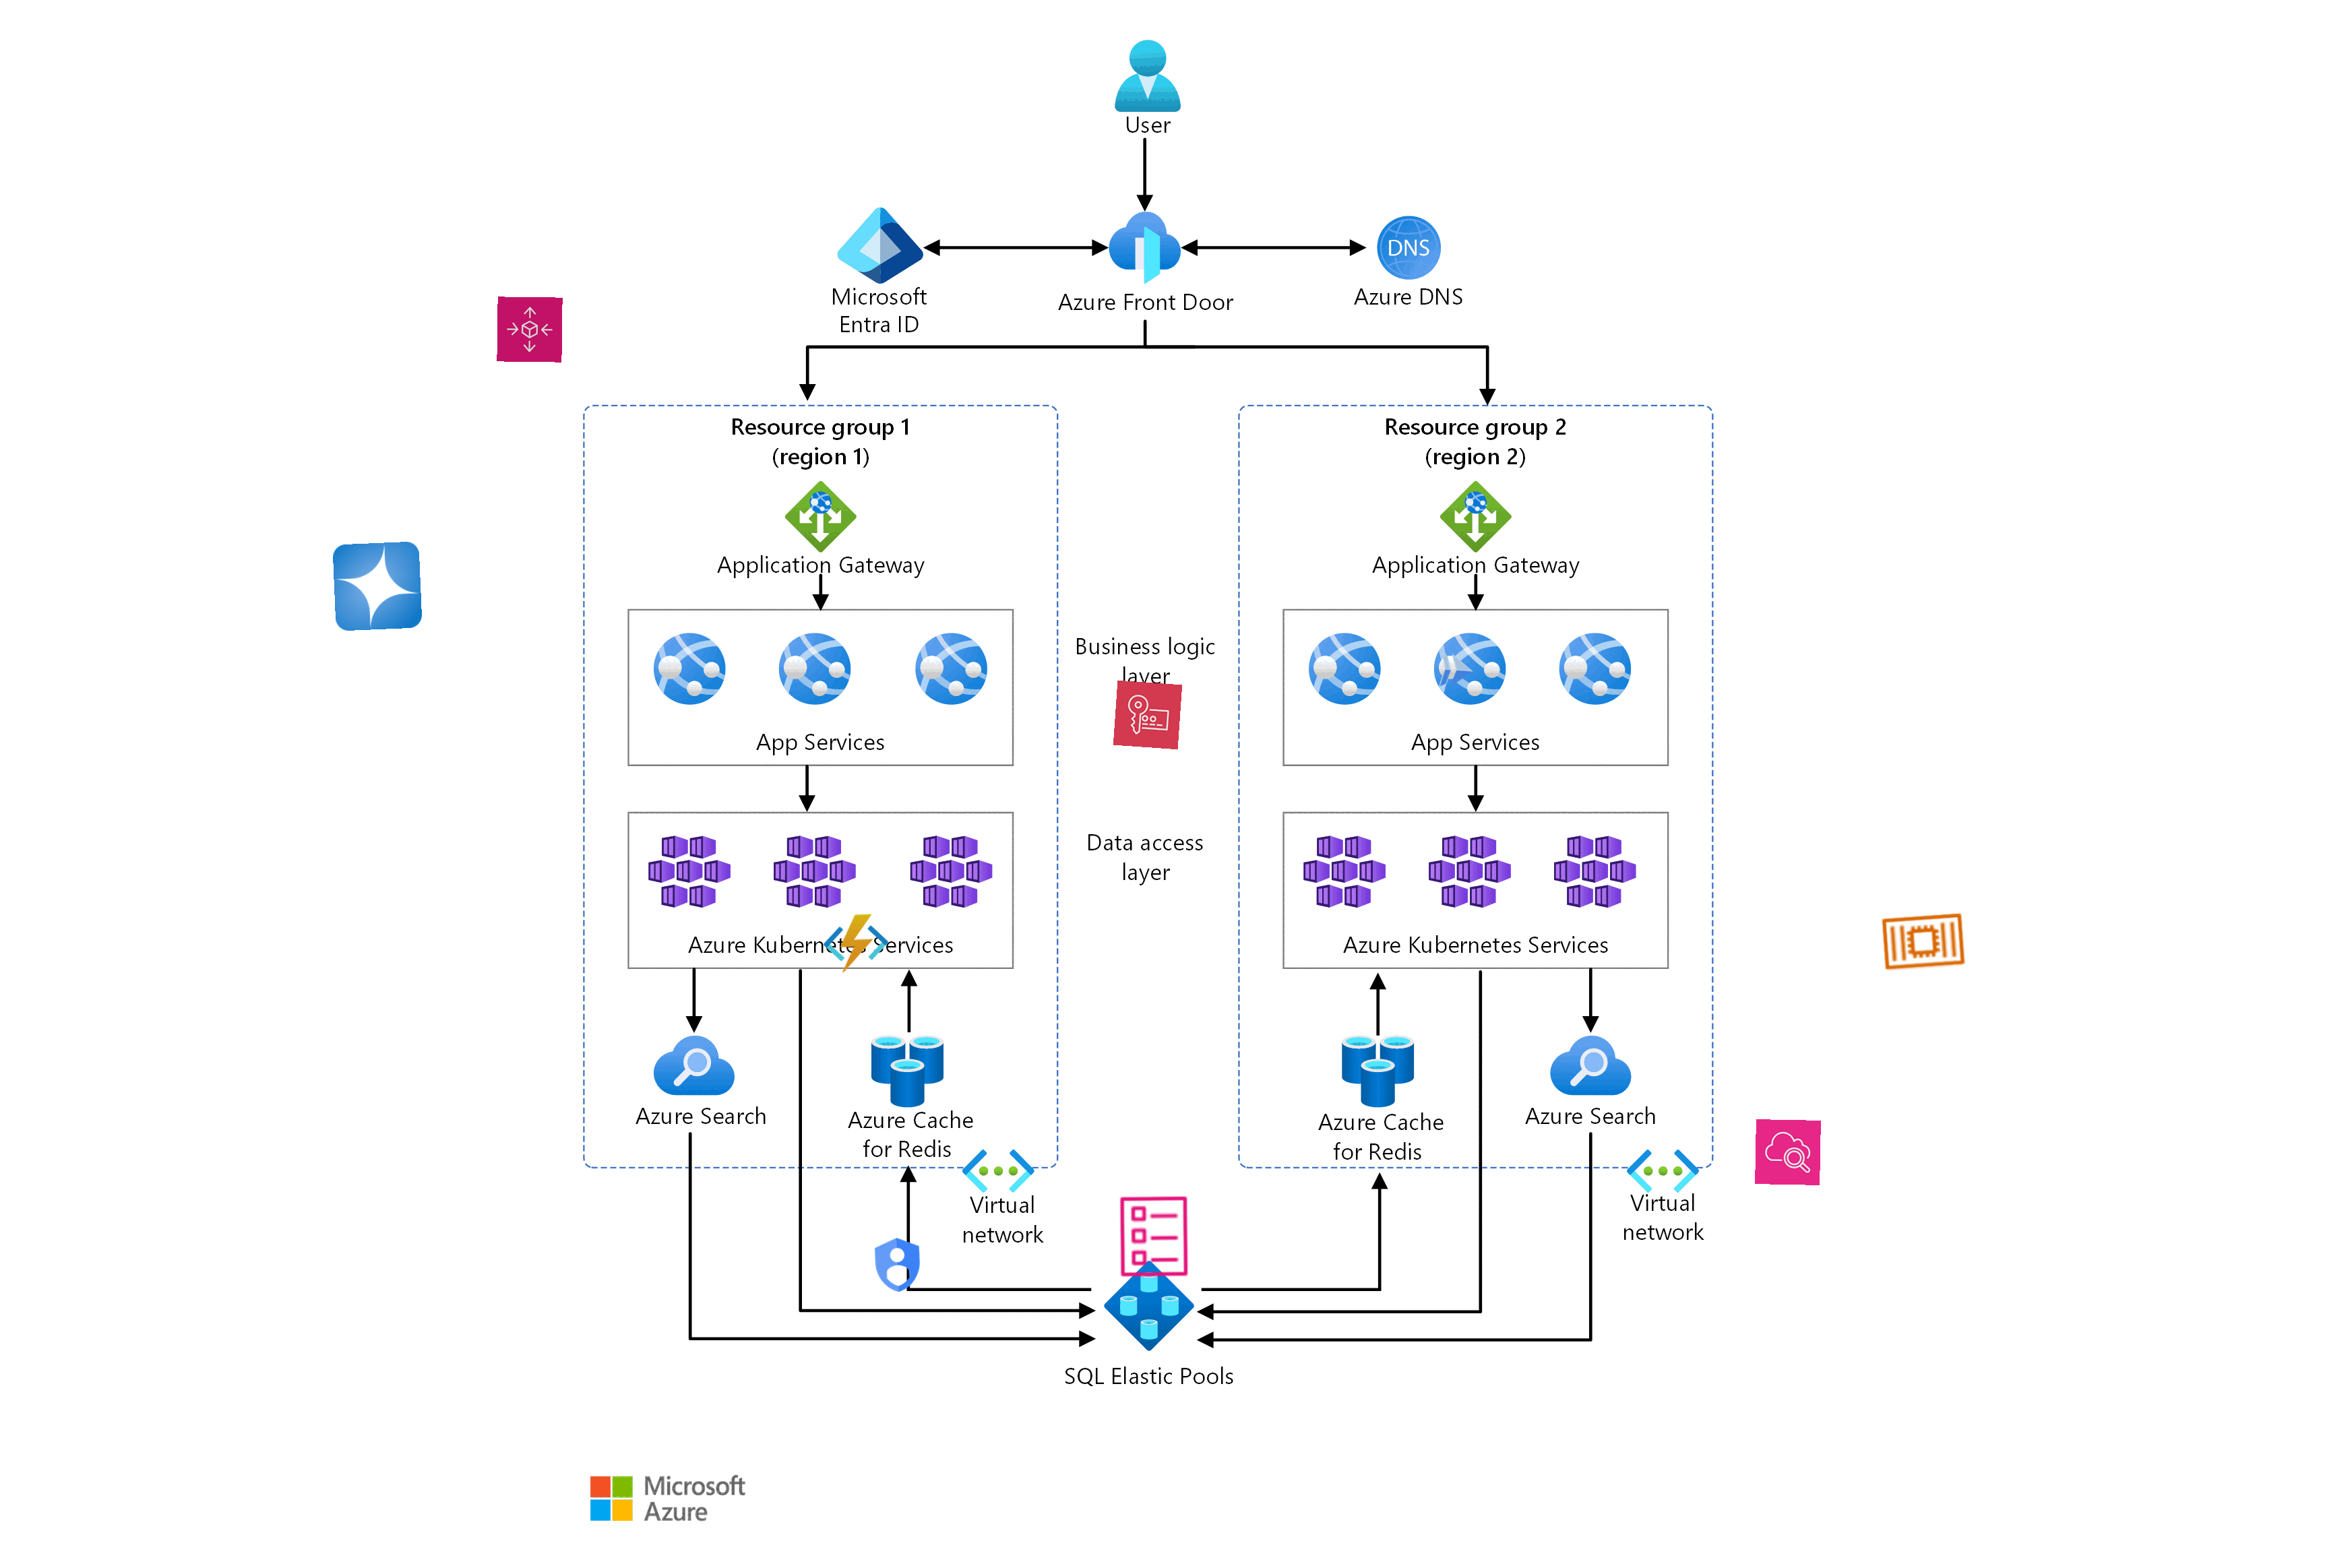 User
Microsoft
Entra ID
Azure Front Door
DNS
Azure DNS
Resource group 1
(region 1)
Resource group 2
(region 2)
Application Gateway
Application Gateway
Business logic
layer
App Services
App Services
Data access
layer
Azure Kubernetes Services
Azure Kubernetes Services
Azure Search
Azure Cache
for Redis
Azure Cache
for Redis
Azure Search
Virtual
network
Virtual
network
SQL Elastic Pools
Microsoft
Azure